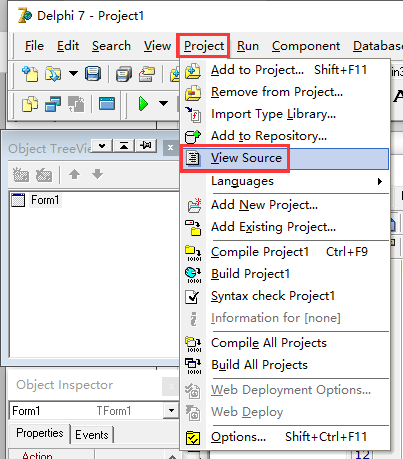 Delphi 7 - Project1
File Edit Search View Project Run Component Databas
Add to Project... Shift+F11
Remove from Project...
Import Type Library...
Add to Repository...
View Source
Languages
Add New Project...
Add Existing Project...
Compile Project1 Ctrl+F9
Build Project1
Syntax check Project1
Information for [none]
Compile All Projects
Build All Projects
Web Deployment Options...
Web Deploy
Options... Shift+Ctrl+F11
Object TreeVie
Form1
Object Inspector
Form1 TForm1
Properties Events
Action
12